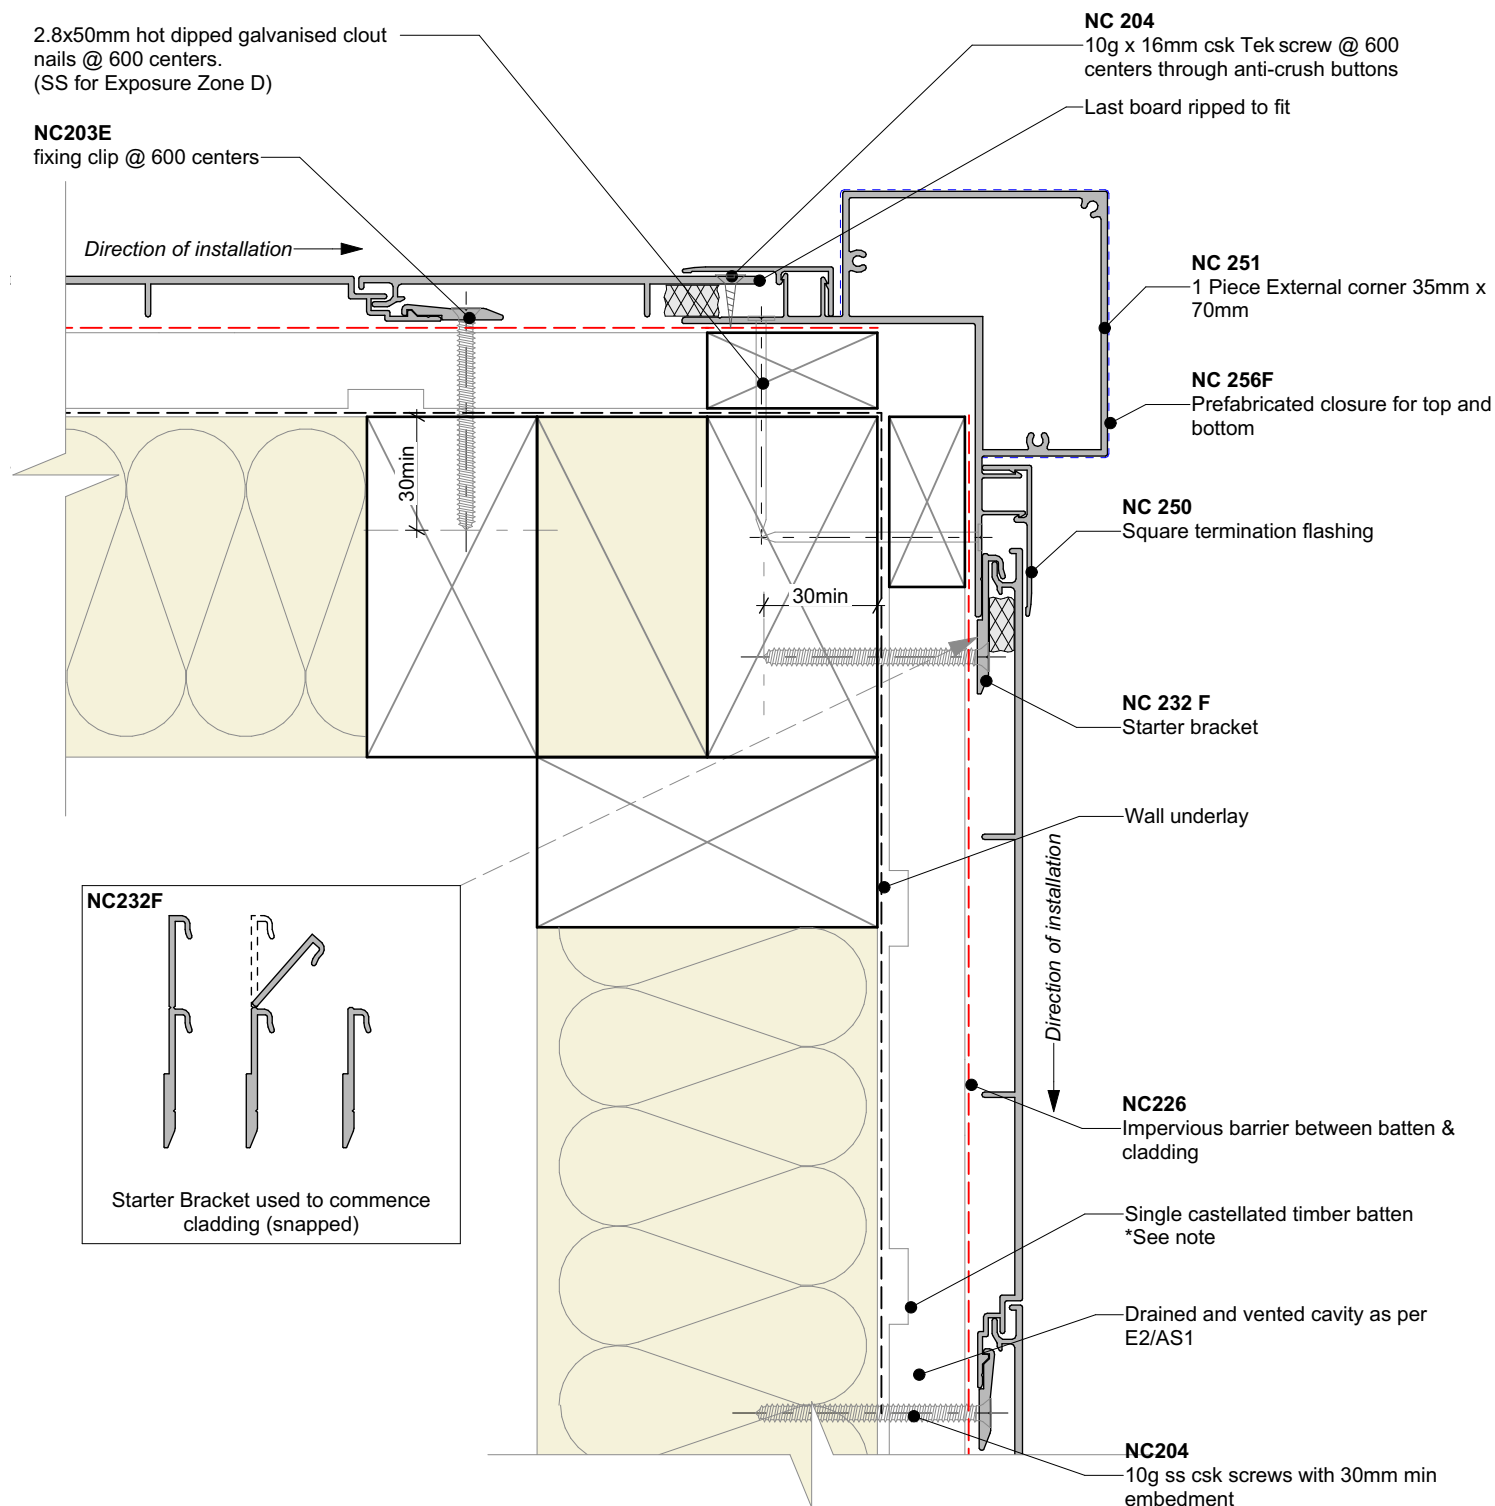 2.8x50mm hot dipped galvanised clout
nails @ 600 centers.
(SS for Exposure Zone D)
NC203E
fixing clip @ 600 centers
NC 204
10g x 16mm csk Tek screw @ 600
centers through anti-crush buttons
Last board ripped to fit
Direction of installation
NC 251
1 Piece External corner 35mm x
70mm
NC 256F
Prefabricated closure for top and
bottom
30min
NC 250
Square termination flashing
30min
NC 232 F
Starter bracket
Wall underlay
Direction of installation
NC232F
Starter Bracket used to commence
cladding (snapped)
NC226
Impervious barrier between batten &
cladding
Single castellated timber batten
*See note
Drained and vented cavity as per
E2/AS1
NC204
10g ss csk screws with 30mm min
embedment